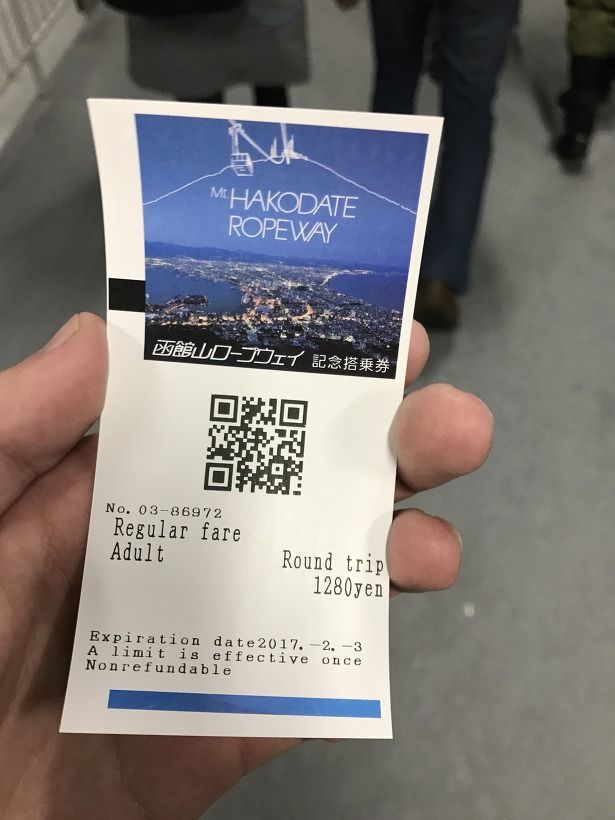 Mt. HAKODATE
ROPEWAY
函館山ロープウェイ 記念搭乗券
No. 03-86972
Regular fare
Adult
Round trip
1280yen
Expiration date2017.-2.-3
A limit is effective once
Nonrefundable